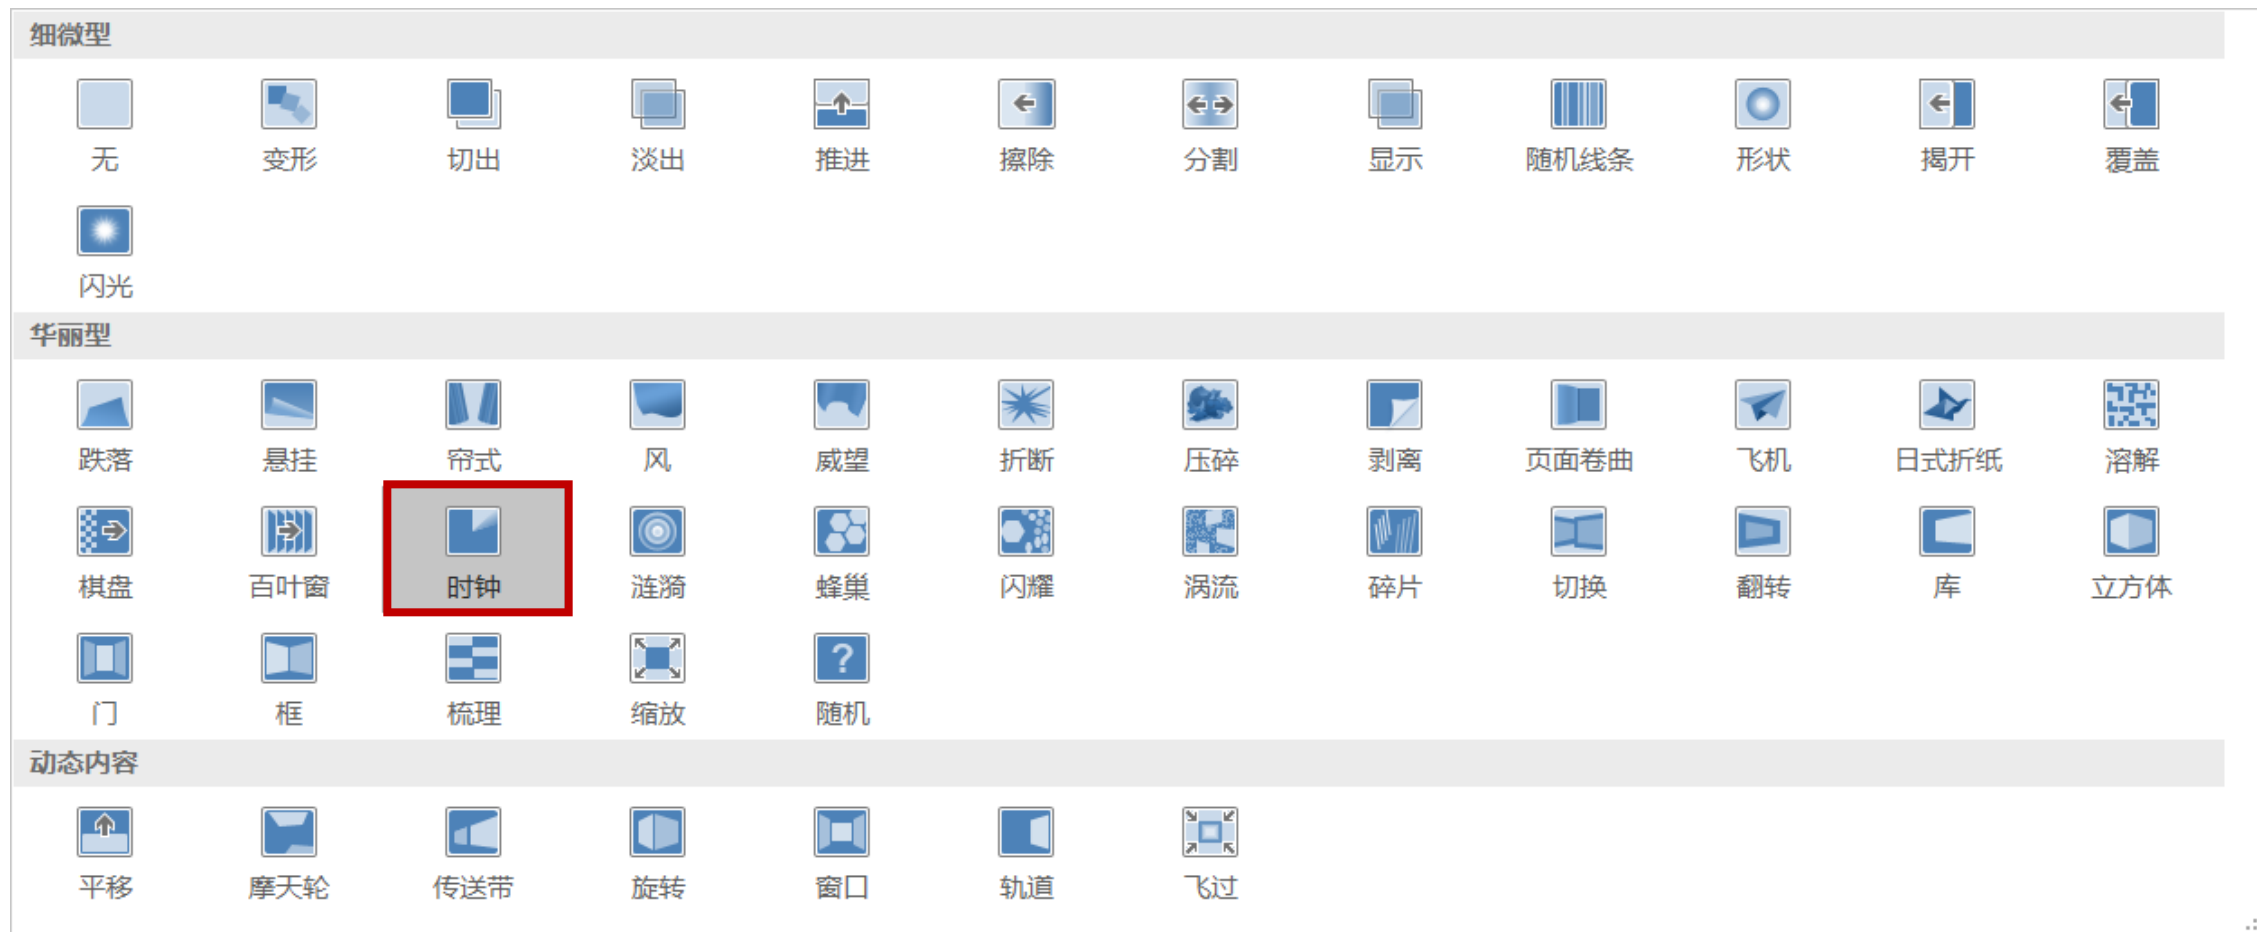 细微型
无 变形 切出 淡出 推进 擦除 分割 显示 随机线条 形状 揭开 覆盖
闪光
华丽型
跌落 悬挂 帘式 风 威望 折断 压碎 剥离 页面卷曲 飞机 日式折纸 溶解
棋盘 百叶窗 时钟 涟漪 蜂巢 闪耀 涡流 碎片 切换 翻转 库 立方体
?
门 框 梳理 缩放 随机
动态内容
平移 摩天轮 传送带 旋转 窗口 轨道 飞过